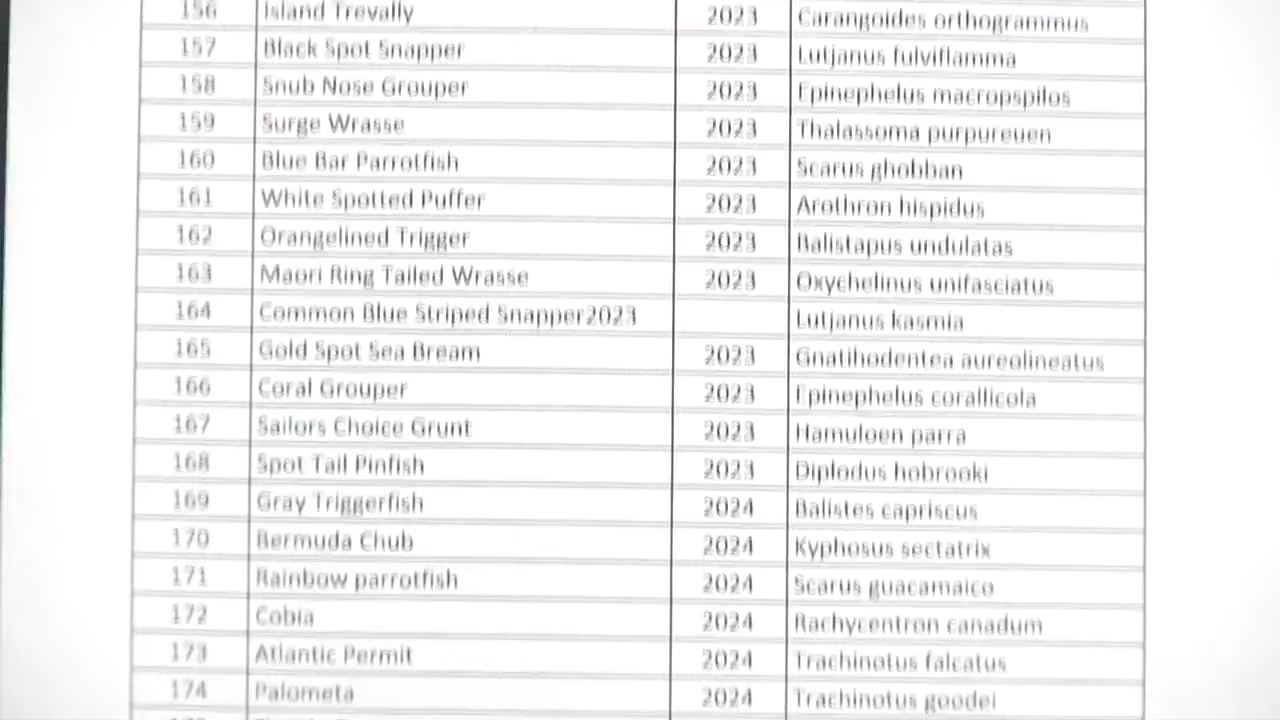 156 Island Trevally 2023 Carangoides orthogrammus
157 Black Spot Snapper 2023 Lutjanus fulviflamma
158 Snub Nose Grouper 2023 Epinephelus macropspilos
159 Surge Wrasse 2023 Thalassoma purpureuen
160 Blue Bar Parrotfish 2023 Scarus ghobban
161 White Spotted Puffer 2023 Arothron hispidus
162 Orangelined Trigger 2023 Balistapus undulatas
163 Maori Ring Tailed Wrasse 2023 Oxychelinus unifasciatus
164 Common Blue Striped Snapper2023 Lutjanus kasmia
165 Gold Spot Sea Bream 2023 Gnatihodentea aureolineatus
166 Coral Grouper 2023 Epinephelus corallicola
167 Sailors Choice Grunt 2023 Hamuloen parra
168 Spot Tail Pinfish 2023 Diplodus hobrooki
169 Gray Triggerfish 2024 Balistes capriscus
170 Bermuda Chub 2024 Kyphosus sectatrix
171 Rainbow parrotfish 2024 Scarus guacamaico
172 Cobia 2024 Rachycentron canadum
173 Atlantic Permit 2024 Trachinotus falcatus
174 Palometa 2024 Trachinotus goodei